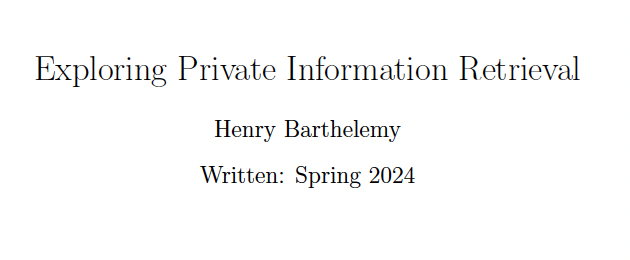 Exploring Private Information Retrieval
Henry Barthelemy
Written: Spring 2024